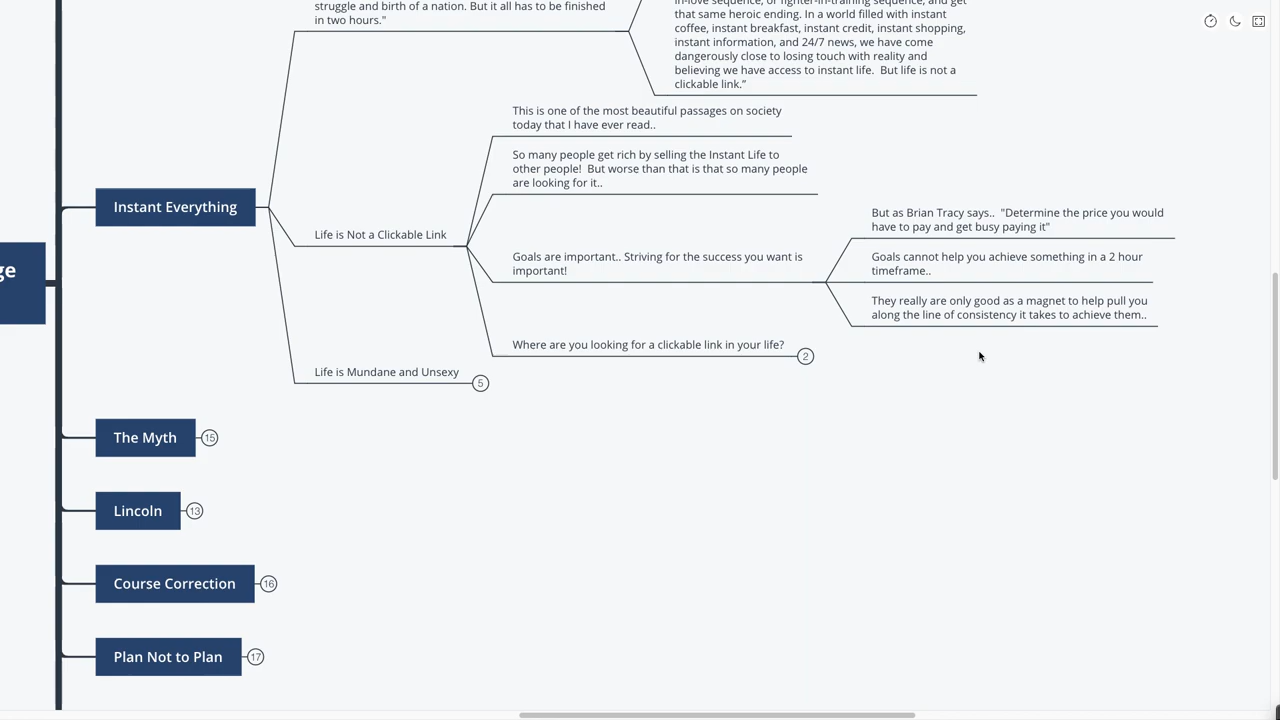 struggle and birth of a nation. But it all has to be finished
in two hours."
that same heroic ending. In a world filled with instant
coffee, instant breakfast, instant credit, instant shopping,
instant information, and 24/7 news, we have come
dangerously close to losing touch with reality and
believing we have access to instant life.  But life is not a
clickable link.”
This is one of the most beautiful passages on society
today that I have ever read..
So many people get rich by selling the Instant Life to
other people!  But worse than that is that so many people
are looking for it..
Instant Everything
Life is Not a Clickable Link
But as Brian Tracy says..  "Determine the price you would
have to pay and get busy paying it"
Goals are important.. Striving for the success you want is
important!
Goals cannot help you achieve something in a 2 hour
timeframe..
They really are only good as a magnet to help pull you
along the line of consistency it takes to achieve them..
ge
Where are you looking for a clickable link in your life?
2
Life is Mundane and Unsexy
5
The Myth
15
Lincoln
13
Course Correction
16
Plan Not to Plan
17